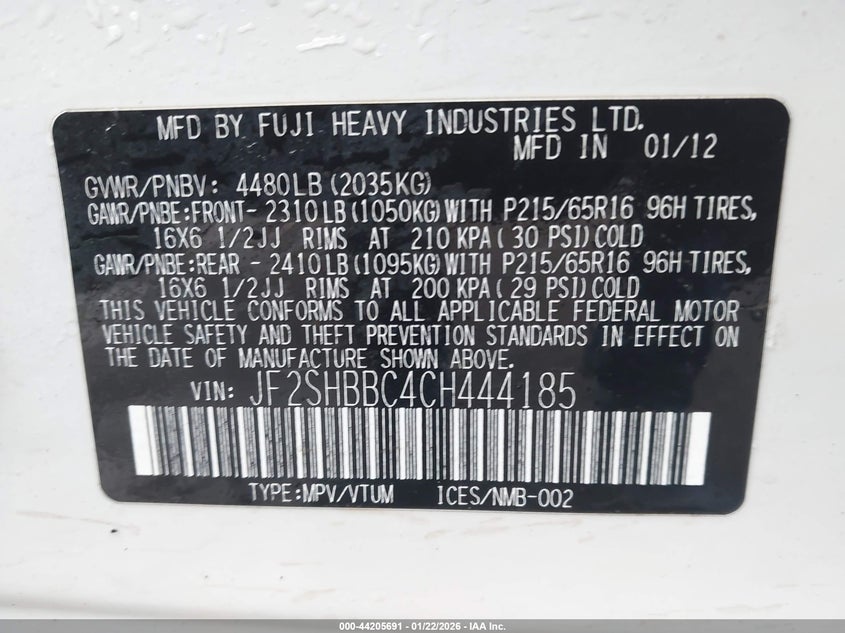 MFD BY FUJI HEAVY INDUSTRIES LTD.
MFD IN 01/12
GVWR/PNBV: 4480LB(2035KG)
GAWR/PNBE:FRONT- 2310LB(1050KG)WITH P215/65R16 96H TIRES,
16X6 1/2JJ RIMS AT 210 KPA(30 PSI)COLD
GAWR/PNBE:REAR - 2410LB(1095KG)WITH P215/65R16 96H TIRES,
16X6 1/2JJ RIMS AT 200 KPA(29 PSI)COLD
THIS VEHICLE CONFORMS TO ALL APPLICABLE FEDERAL MOTOR
VEHICLE SAFETY AND THEFT PREVENTION STANDARDS IN EFFECT ON
THE DATE OF MANUFACTURE SHOWN ABOVE.
VIN: JF2SHBBC4CH444185
TYPE:MPV/VTUM ICES/NMB-002
000-44205691 - 01/22/2026 - IAA Inc.